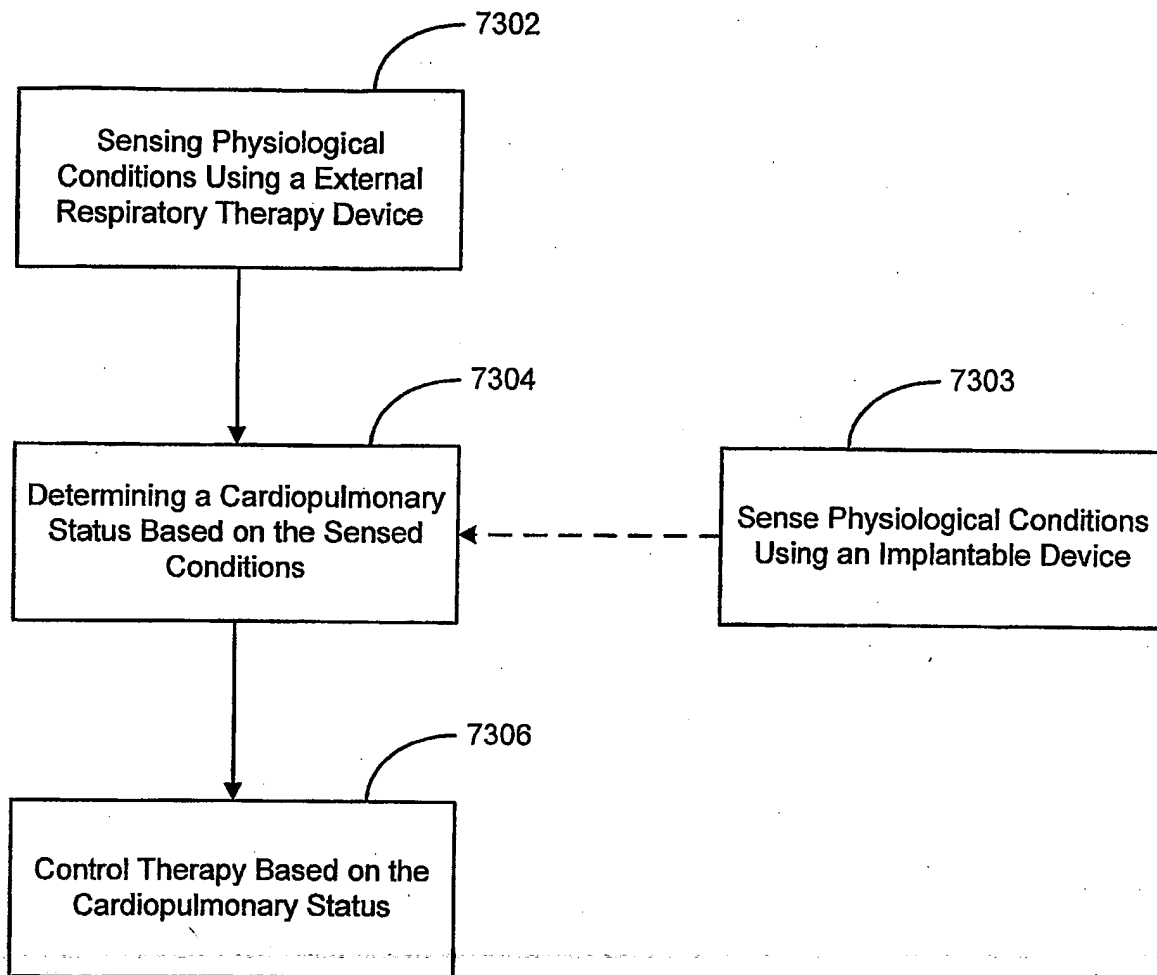 7302
Sensing Physiological
Conditions Using a External
Respiratory Therapy Device
7304
Determining a Cardiopulmonary
Status Based on the Sensed
Conditions
7303
Sense Physiological Conditions
Using an Implantable Device
7306
Control Therapy Based on the
Cardiopulmonary Status